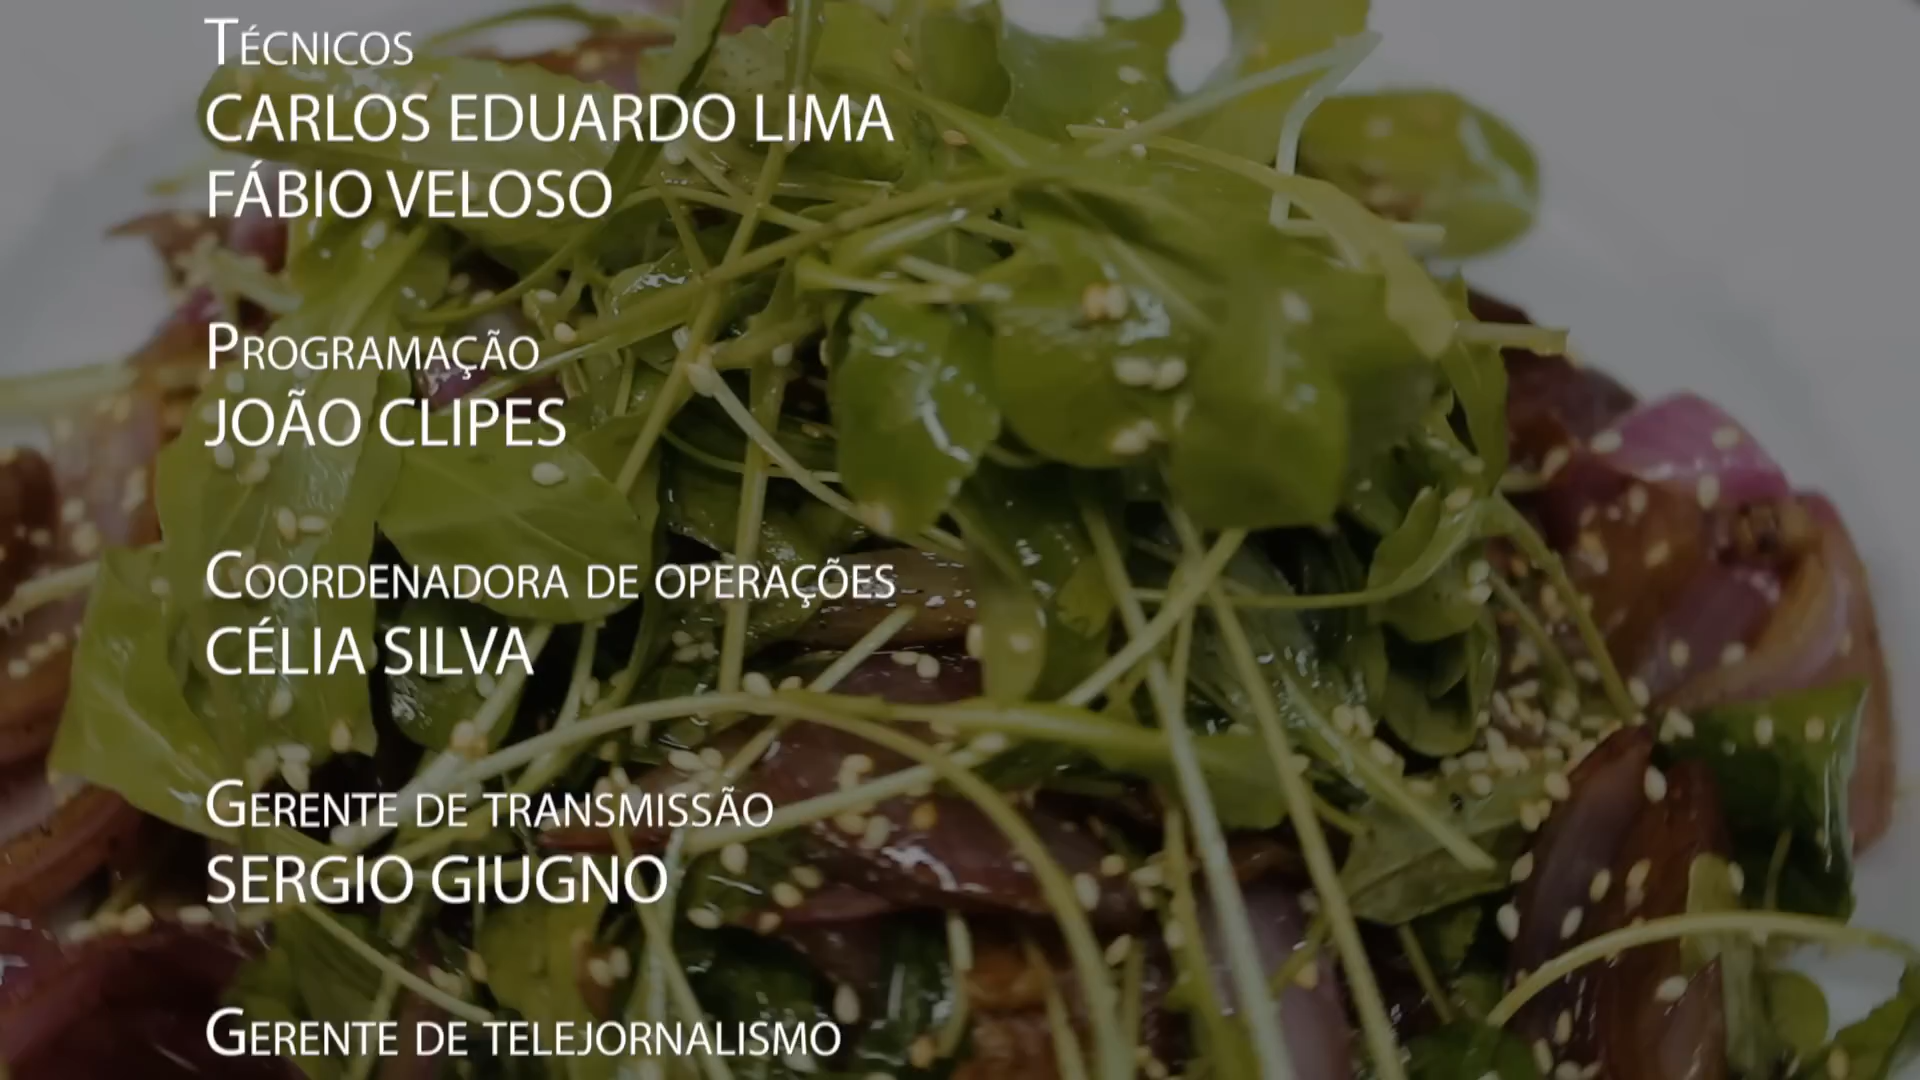 Técnicos
CARLOS EDUARDO LIMA
FÁBIO VELOSO
Programação
JOÃO CLIPES
Coordenadora de operações
CÉLIA SILVA
Gerente de transmissão
SERGIO GIUGNO
Gerente de telejornalismo